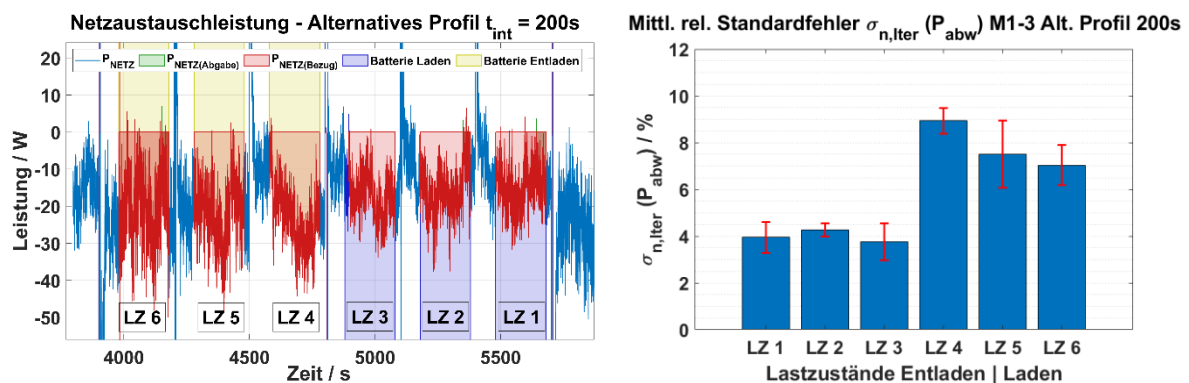 Netzaustauschleistung - Alternatives Profil t_int = 200s
P_NETZ P_NETZ(Abgabe) P_NETZ(Bezug) Batterie Laden Batterie Entladen
Leistung / W
20
10
0
-10
-20
-30
-40
-50
LZ 6 LZ 5 LZ 4 LZ 3 LZ 2 LZ 1
4000 4500 5000 5500
Zeit / s
Mittl. rel. Standardfehler σ_n,Iter (P_abw) M1-3 Alt. Profil 200s
σ_n,Iter (P_abw) / %
12
10
8
6
4
2
0
LZ 1 LZ 2 LZ 3 LZ 4 LZ 5 LZ 6
Lastzustände Entladen | Laden